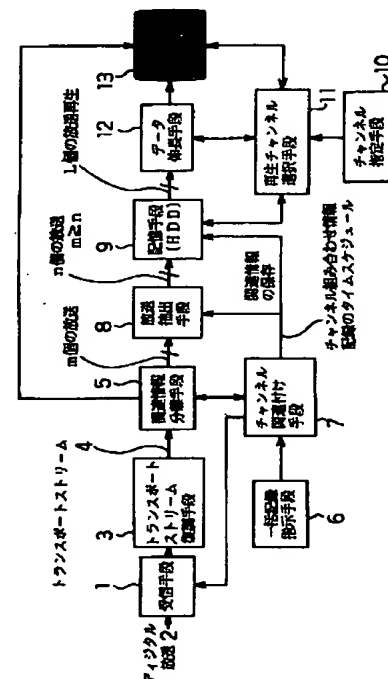 ディジタル
放送 2
1
受信手段
トランスポートストリーム
3
トランスポート
ストリーム
復調手段
4
5
関連情報
分離手段
m個の放送
8
放送
抽出
手段
n個の放送
m≧n
9
記憶手段
(HDD)
L個の放送再生
12
データ
伸長手段
13
6
一括記録
指示手段
チャンネル
関連付け
手段
7
関連情報
の保存
チャンネル組み合わせ情報
記録のタイムスケジュール
再生チャンネル
選択手段
11
チャンネル
指定手段
10